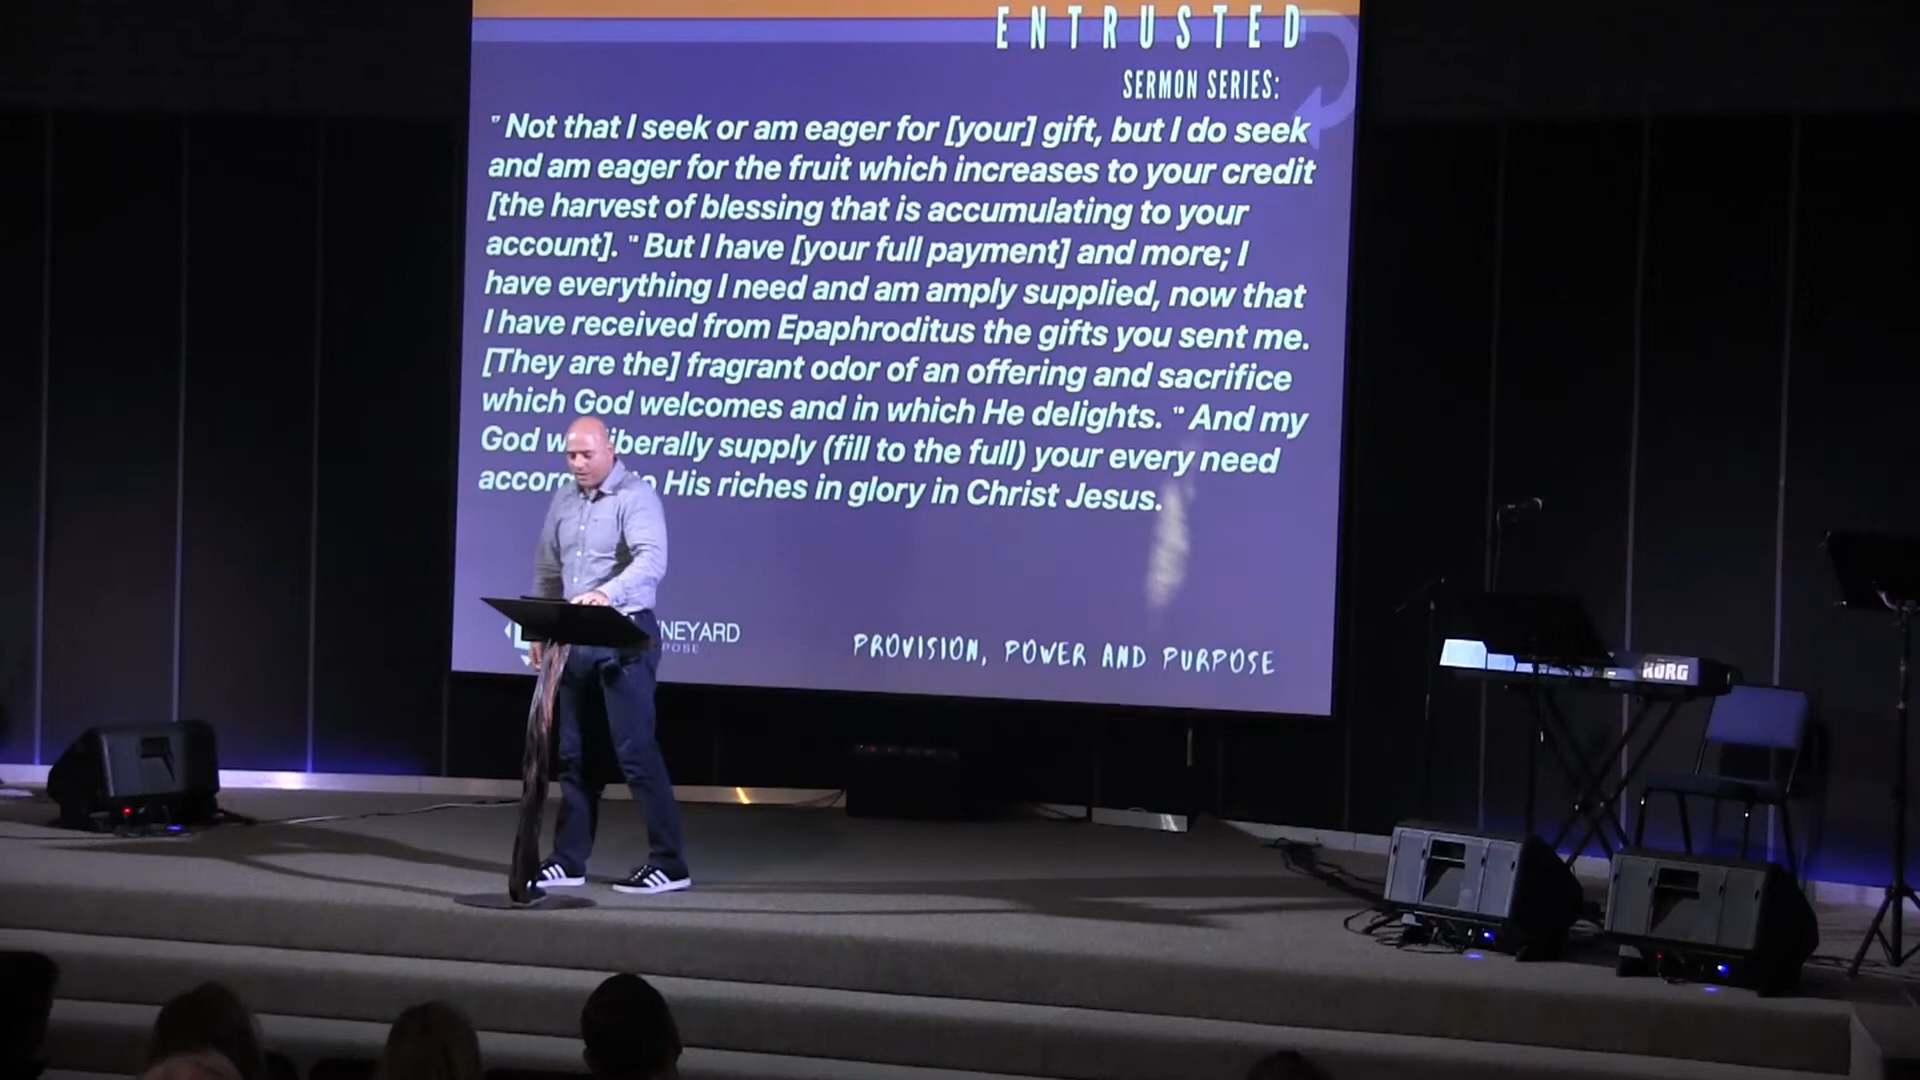 ENTRUSTED
SERMON SERIES:
" Not that I seek or am eager for [your] gift, but I do seek
and am eager for the fruit which increases to your credit
[the harvest of blessing that is accumulating to your
account]. " But I have [your full payment] and more; I
have everything I need and am amply supplied, now that
I have received from Epaphroditus the gifts you sent me.
[They are the] fragrant odor of an offering and sacrifice
which God welcomes and in which He delights. " And my
God w iberally supply (fill to the full) your every need
accor o His riches in glory in Christ Jesus.
NEYARD
POSE
PROVISION, POWER AND PURPOSE
KORG